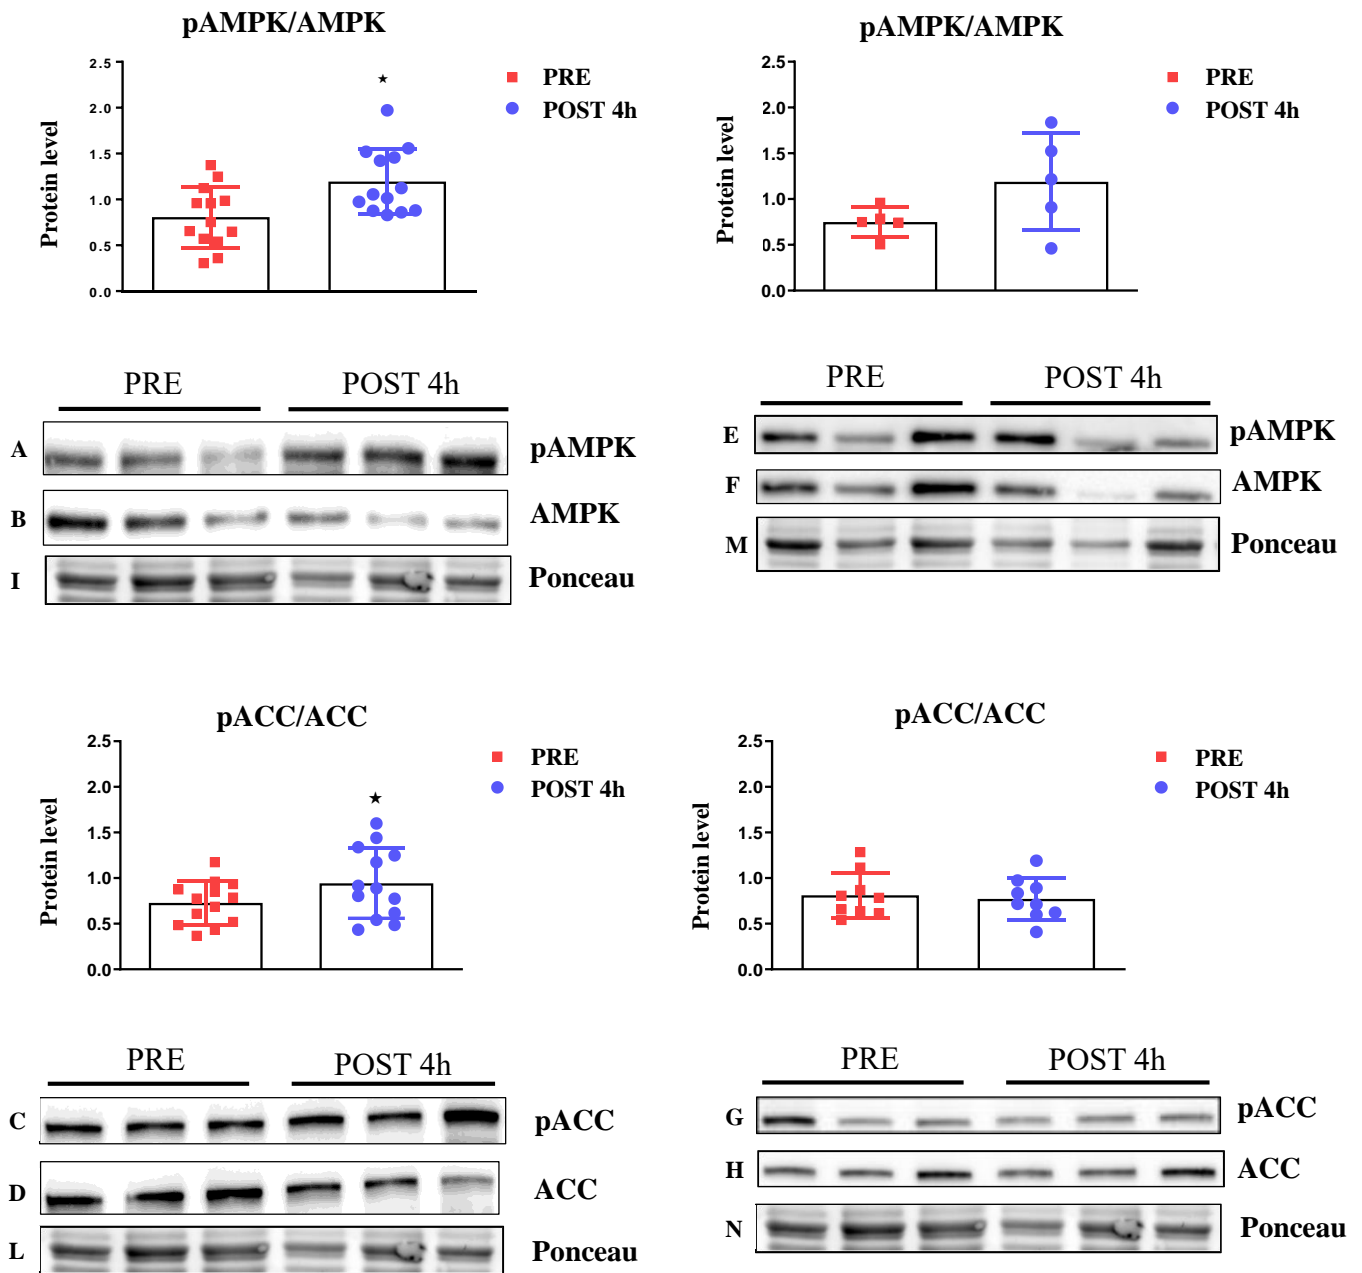 pAMPK/AMPK
2.5
2.0
1.5
1.0
0.5
0.0
Protein level
★
PRE
POST 4h
pAMPK/AMPK
2.5
2.0
1.5
1.0
0.5
0.0
Protein level
PRE
POST 4h
PRE POST 4h
A pAMPK
B AMPK
I Ponceau
PRE POST 4h
E pAMPK
F AMPK
M Ponceau
pACC/ACC
2.5
2.0
1.5
1.0
0.5
0.0
Protein level
★
PRE
POST 4h
pACC/ACC
2.5
2.0
1.5
1.0
0.5
0.0
Protein level
PRE
POST 4h
PRE POST 4h
C pACC
D ACC
L Ponceau
PRE POST 4h
G pACC
H ACC
N Ponceau